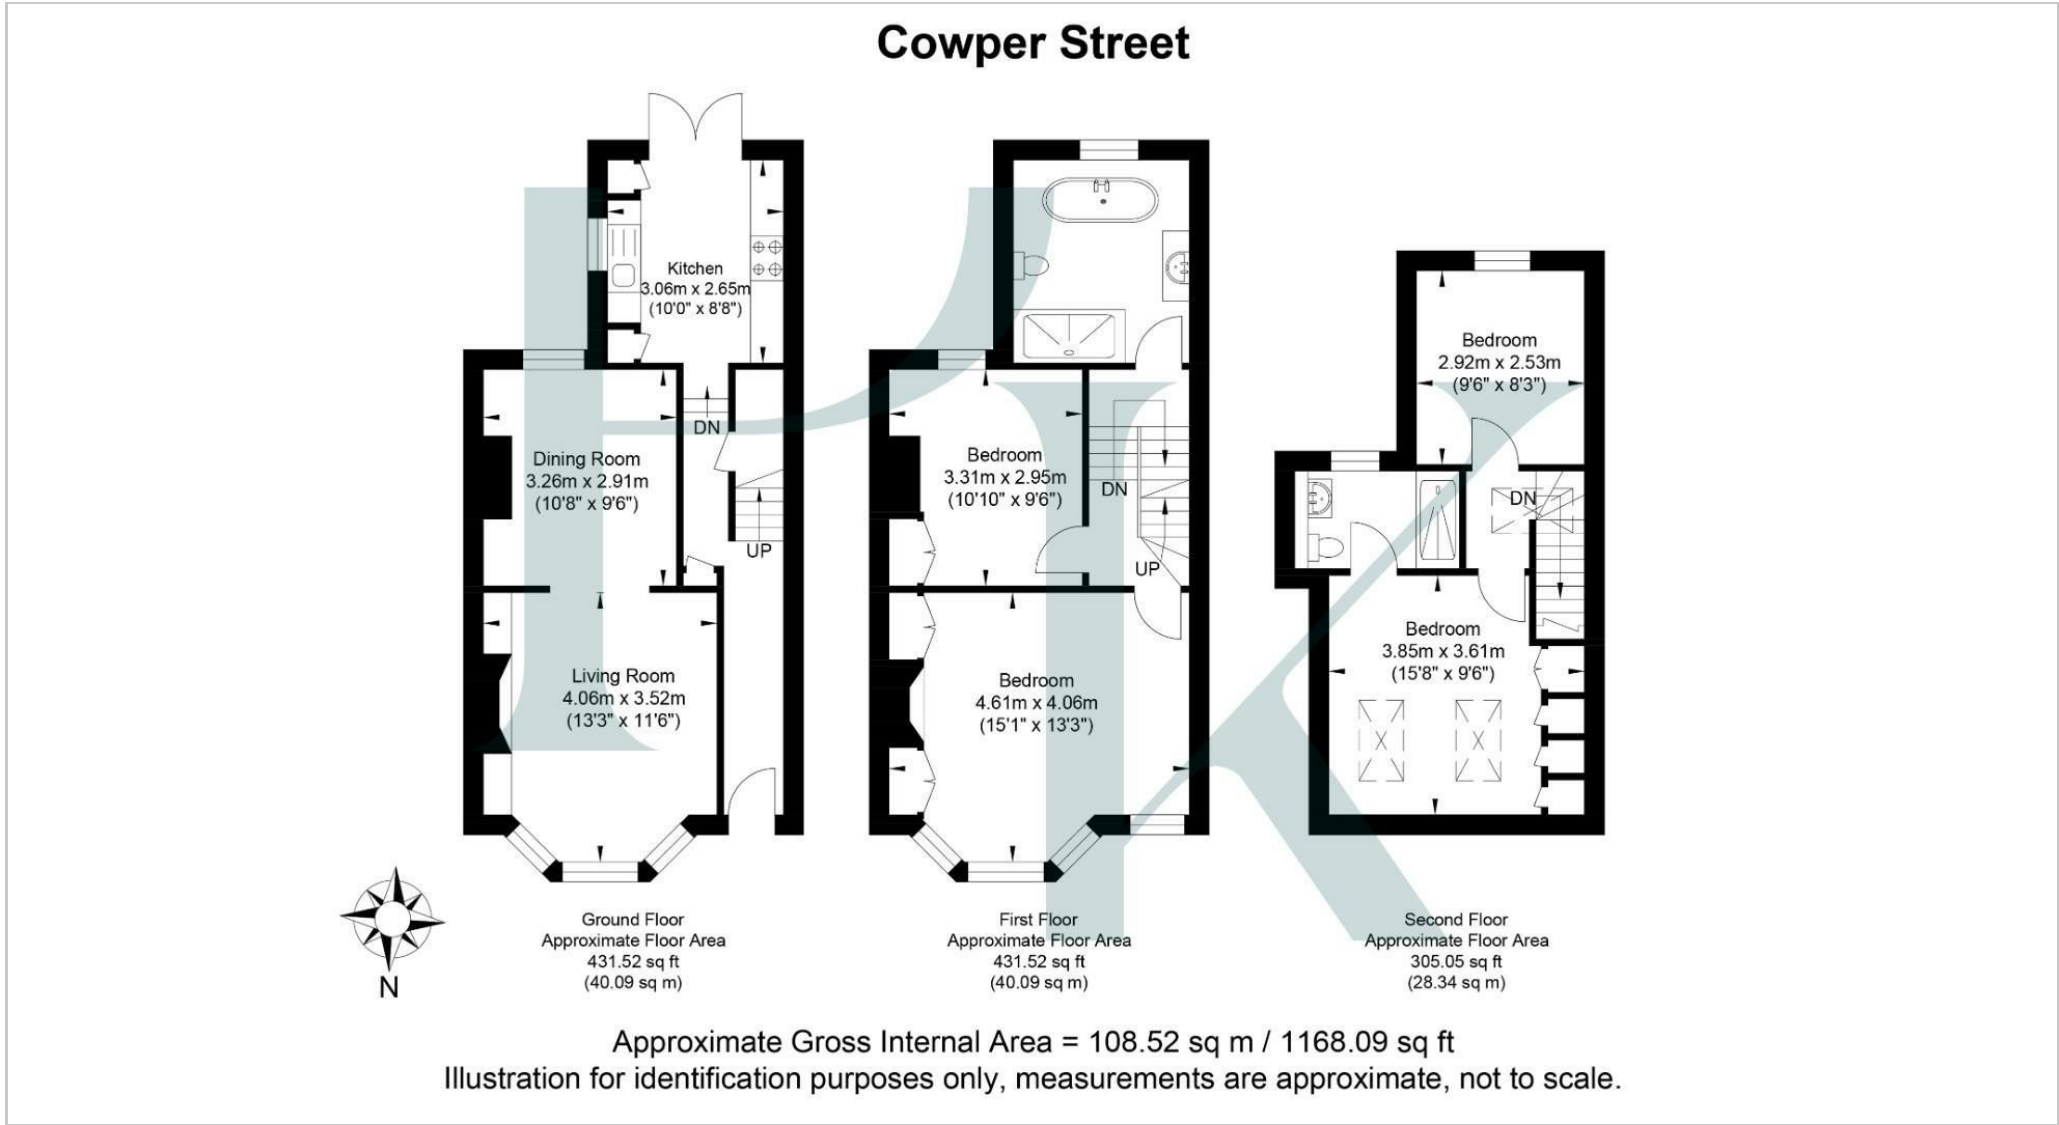 Cowper Street
Kitchen
3.06m x 2.65m
(10'0" x 8'8")
DN
Dining Room
3.26m x 2.91m
(10'8" x 9'6")
UP
Living Room
4.06m x 3.52m
(13'3" x 11'6")
Bedroom
3.31m x 2.95m
(10'10" x 9'6")
DN
UP
Bedroom
4.61m x 4.06m
(15'1" x 13'3")
Bedroom
2.92m x 2.53m
(9'6" x 8'3")
DN
Bedroom
3.85m x 3.61m
(15'8" x 9'6")
N
Ground Floor
Approximate Floor Area
431.52 sq ft
(40.09 sq m)
First Floor
Approximate Floor Area
431.52 sq ft
(40.09 sq m)
Second Floor
Approximate Floor Area
305.05 sq ft
(28.34 sq m)
Approximate Gross Internal Area = 108.52 sq m / 1168.09 sq ft
Illustration for identification purposes only, measurements are approximate, not to scale.